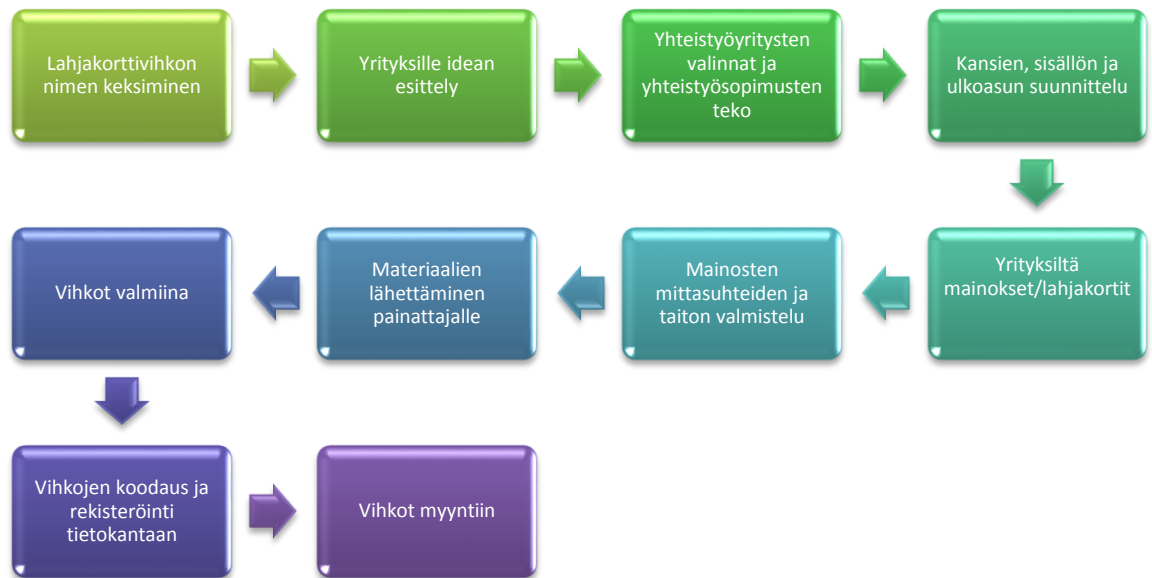 Lahjakorttivihkon
nimen keksiminen
Yrityksille idean
esittely
Yhteistyöyritysten
valinnat ja
yhteistyösopimusten
teko
Kansien, sisällön ja
ulkoasun suunnittelu
Yrityksiltä
mainokset/lahjakortit
Mainosten
mittasuhteiden ja
taiton valmistelu
Materiaalien
lähettäminen
painattajalle
Vihkot valmiina
Vihkojen koodaus ja
rekisteröinti
tietokantaan
Vihkot myyntiin